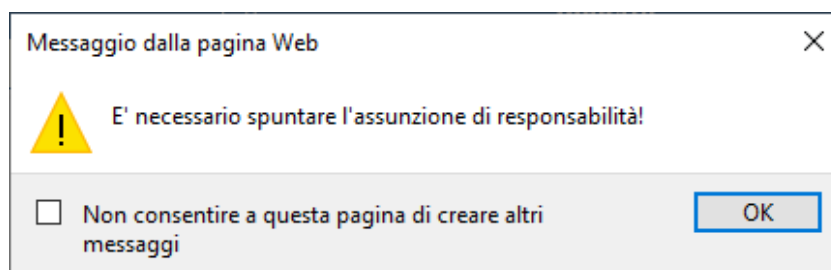 Messaggio dalla pagina Web
E' necessario spuntare l'assunzione di responsabilità!
Non consentire a questa pagina di creare altri
messaggi
OK